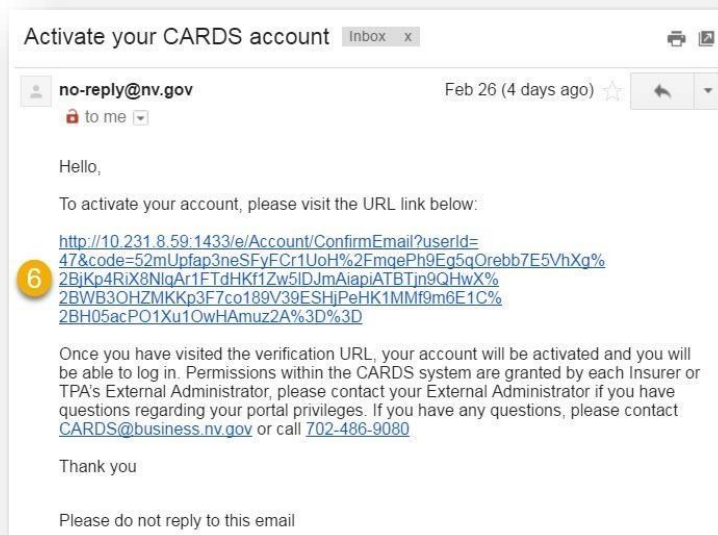 Activate your CARDS account Inbox x
no-reply@nv.gov Feb 26 (4 days ago)
to me
Hello,
To activate your account, please visit the URL link below:
http://10.231.8.59:1433/e/Account/ConfirmEmail?userId=
47&code=52mUpfap3neSFyFCr1UoH%2FmqePh9Eg5qOrebb7E5VhXg%
6
2BjKp4RiX8NlqAr1FTdHKf1Zw5lDJmAiapiATBTjn9QHwX%
2BWB3OHZMKKp3F7co189V39ESHjPeHK1MMf9m6E1C%
2BH05acPO1Xu1OwHAmuz2A%3D%3D
Once you have visited the verification URL, your account will be activated and you will
be able to log in. Permissions within the CARDS system are granted by each Insurer or
TPA's External Administrator, please contact your External Administrator if you have
questions regarding your portal privileges. If you have any questions, please contact
CARDS@business.nv.gov or call 702-486-9080
Thank you
Please do not reply to this email